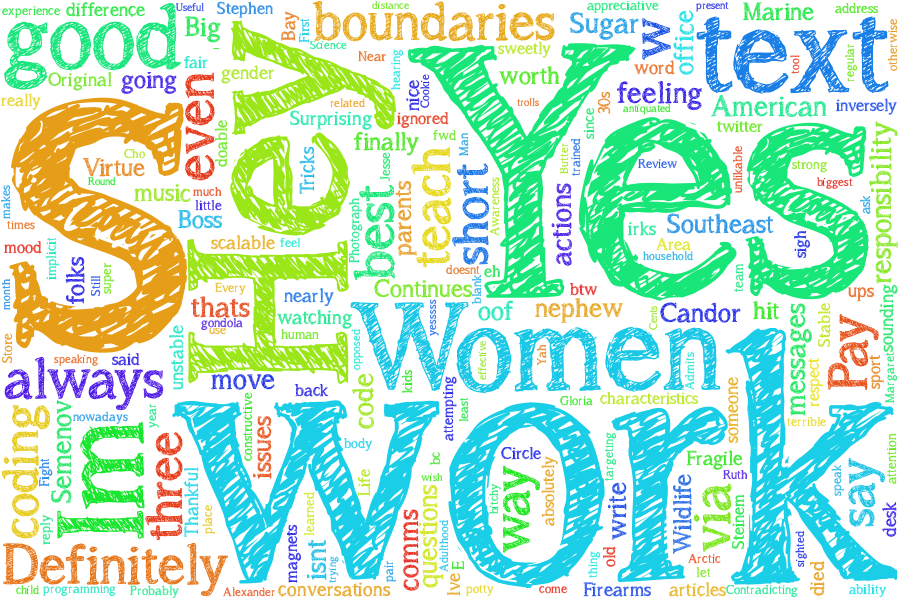 experience
difference
Useful
Stephen
Big
good
fair
Original
going
really
gender
Bay
First
Science
boundaries
distance
Near
hearing
nice
Cookie
sweetly
appreciative
Sugar
w
office
word
Marine
address
text
present
tool
regular
otherwise
worth
trolls
30s
feeling
antiquated
American
inversely
twitter
S
even
doable
Hey
Surprising
related
ignored
finally
fwd
Tricks
Jesse
Man
Yes
since
Butter
trained
Review
unlikable
strong
biggest
ask
responsibility
Virtue
Cho
Round
makes
times
music
much
little
Boss
mood
implicit
folks
Still
super
scalable
feel
Photograph
best
parents
teach
short
Awareness
actions
irks
Southeast
Area
household
team
sigh
month
Store
thats
gondola
Every
use
nearly
watching
human
Continues
doesnt
eh
blank
btw
oof
nephew
Cents
Candor
hit
ups
sounding
Stable
Margaret
speaking
said
always
unstable
move
back
opposed
Women
yessss
effective
Yah
Admits
messages
respect
Pay
sport
coding
nowadays
year
Semenov
Fight
reply
Im
three
Thankful
place
constructive
issues
code
kids
body
Life
attempting
least
bc
wish
Gloria
characteristics
someone
terrible
work
Circle
bitchy
way
absolutely
targeting
write
old
thing
Wildlife
Fragile
Ruth
via
Steinem
Arctic
let
speak
say
sighted
attention
desk
Definitely
magnets
isnt
learned
trying
pair
comms
questions
Adulthood
Ive
E
child
programming
Probably
Alexander
conversations
potty
come
Firearms
articles
Contradicting
died
ability